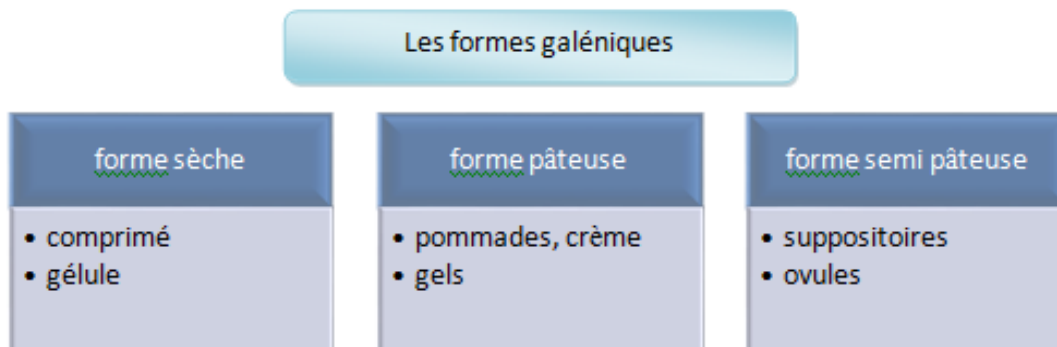 Les formes galéniques
forme sèche
• comprimé
• gélule
forme pâteuse
• pommades, crème
• gels
forme semi pâteuse
• suppositoires
• ovules